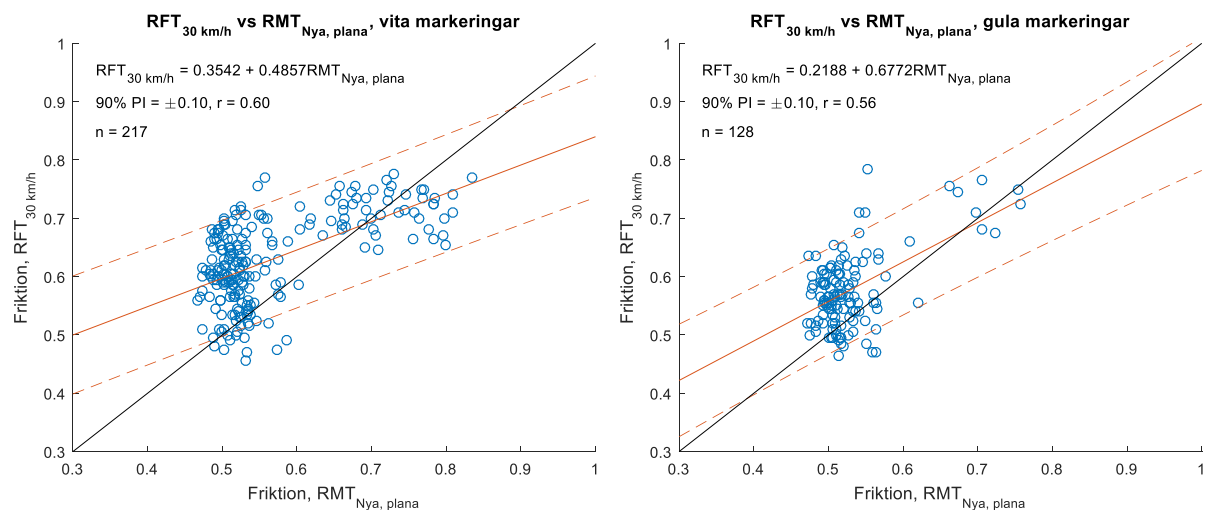 RFT30 km/h vs RMTNya, plana, vita markeringar
RFT30 km/h = 0.3542 + 0.4857RMTNya, plana
90% PI = ±0.10, r = 0.60
n = 217
Friktion, RFT30 km/h
1
0.9
0.8
0.7
0.6
0.5
0.4
0.3
0.3 0.4 0.5 0.6 0.7 0.8 0.9 1
Friktion, RMTNya, plana
RFT30 km/h vs RMTNya, plana, gula markeringar
RFT30 km/h = 0.2188 + 0.6772RMTNya, plana
90% PI = ±0.10, r = 0.56
n = 128
Friktion, RFT30 km/h
1
0.9
0.8
0.7
0.6
0.5
0.4
0.3
0.3 0.4 0.5 0.6 0.7 0.8 0.9 1
Friktion, RMTNya, plana